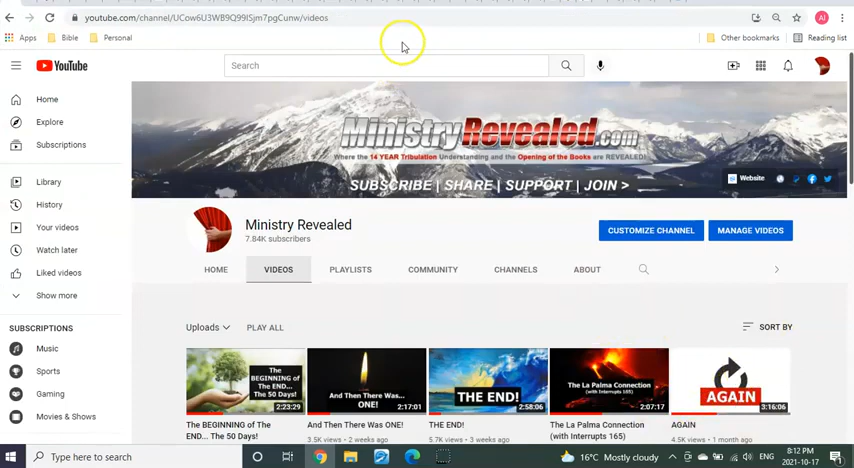 youtube.com/channel/UCow6U3WB9Q99ISjm7pgCunw/videos
Apps Bible Personal Other bookmarks Reading list
YouTube Search
Home
Explore
Subscriptions
Library
History
Your videos
Watch later
Liked videos
Show more
SUBSCRIPTIONS
Music
Sports
Gaming
Movies & Shows
MinistryRevealed.com
Where the 14 YEAR Tribulation Understanding and the Opening of the Books are REVEALED!
SUBSCRIBE | SHARE | SUPPORT | JOIN >
Website
Ministry Revealed
7.84K subscribers
CUSTOMIZE CHANNEL MANAGE VIDEOS
HOME VIDEOS PLAYLISTS COMMUNITY CHANNELS ABOUT
Uploads PLAY ALL SORT BY
The
BEGINNING of
The END...
The 50 Days!
2:23:29
The BEGINNING of The
END... The 50 Days!
And Then There Was...
ONE!
2:17:01
And Then There Was ONE!
3.5K views • 2 weeks ago
THE END!
2:58:06
THE END!
5.7K views • 3 weeks ago
The La Palma Connection
(with Interrupts 165)
2:07:17
The La Palma Connection
(with Interrupts 165)
AGAIN
3:16:06
AGAIN
4.5K views • 1 month ago
Type here to search
16°C Mostly cloudy
ENG
8:12 PM
2021-10-17